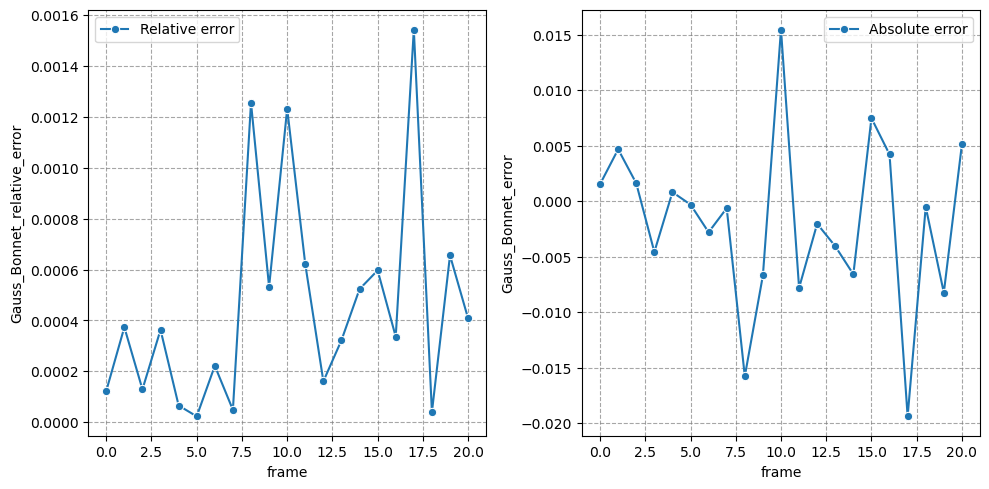 Gauss_Bonnet_relative_error
0.0016
0.0014
0.0012
0.0010
0.0008
0.0006
0.0004
0.0002
0.0000
Relative error
0.0 2.5 5.0 7.5 10.0 12.5 15.0 17.5 20.0
frame
Gauss_Bonnet_error
0.015
0.010
0.005
0.000
−0.005
−0.010
−0.015
−0.020
Absolute error
0.0 2.5 5.0 7.5 10.0 12.5 15.0 17.5 20.0
frame